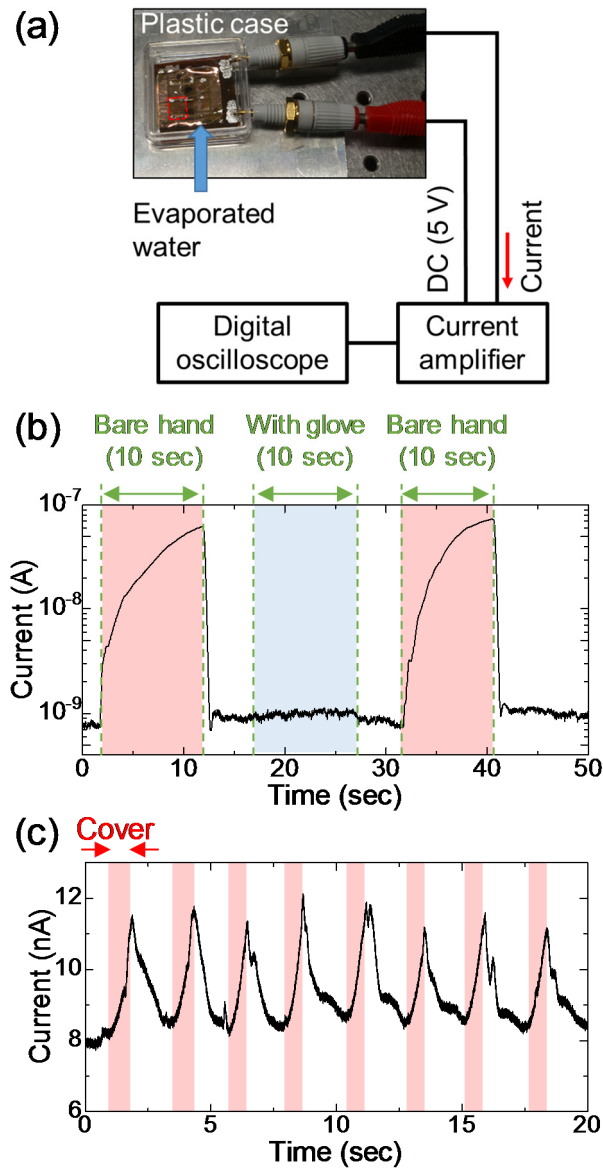 (a)
Plastic case
Evaporated
water
DC (5 V)
Current
Digital
oscilloscope
Current
amplifier
(b)
Bare hand
(10 sec)
With glove
(10 sec)
Bare hand
(10 sec)
10⁻⁷
10⁻⁸
10⁻⁹
Current (A)
0 10 20 30 40 50
Time (sec)
(c)
Cover
12
10
8
6
Current (nA)
0 5 10 15 20
Time (sec)